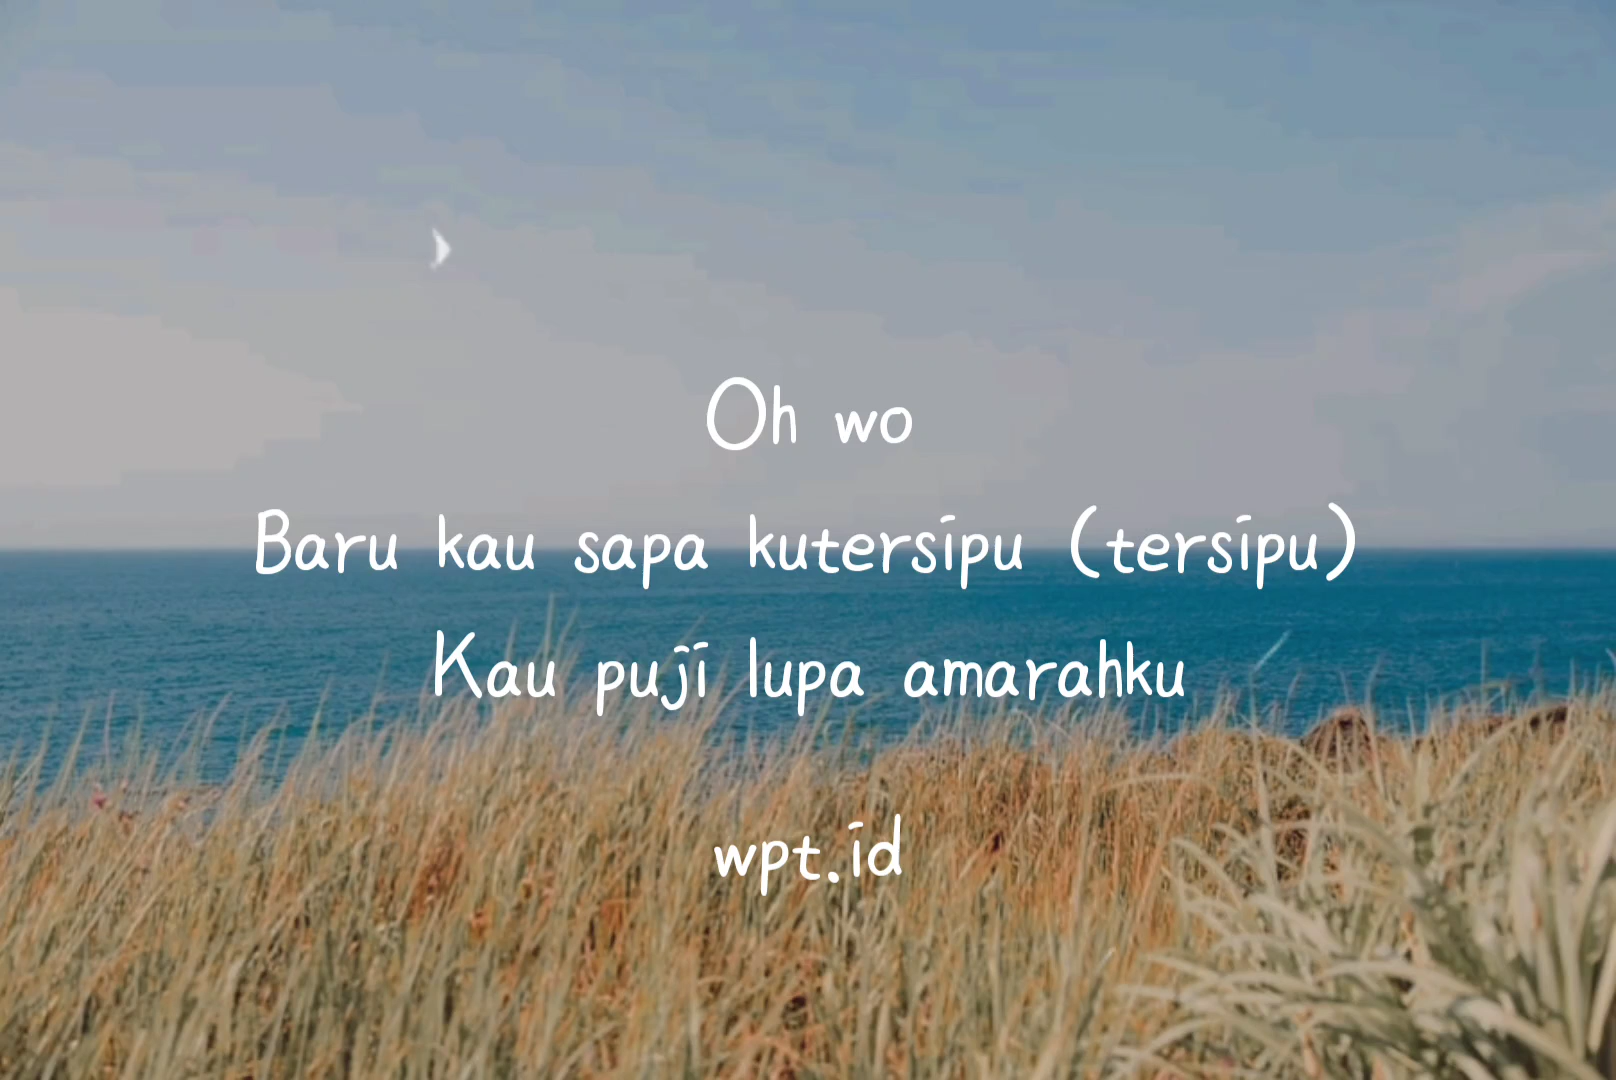 Oh wo
Baru kau sapa kutersipu (tersipu)
Kau puji lupa amarahku
wpt.id